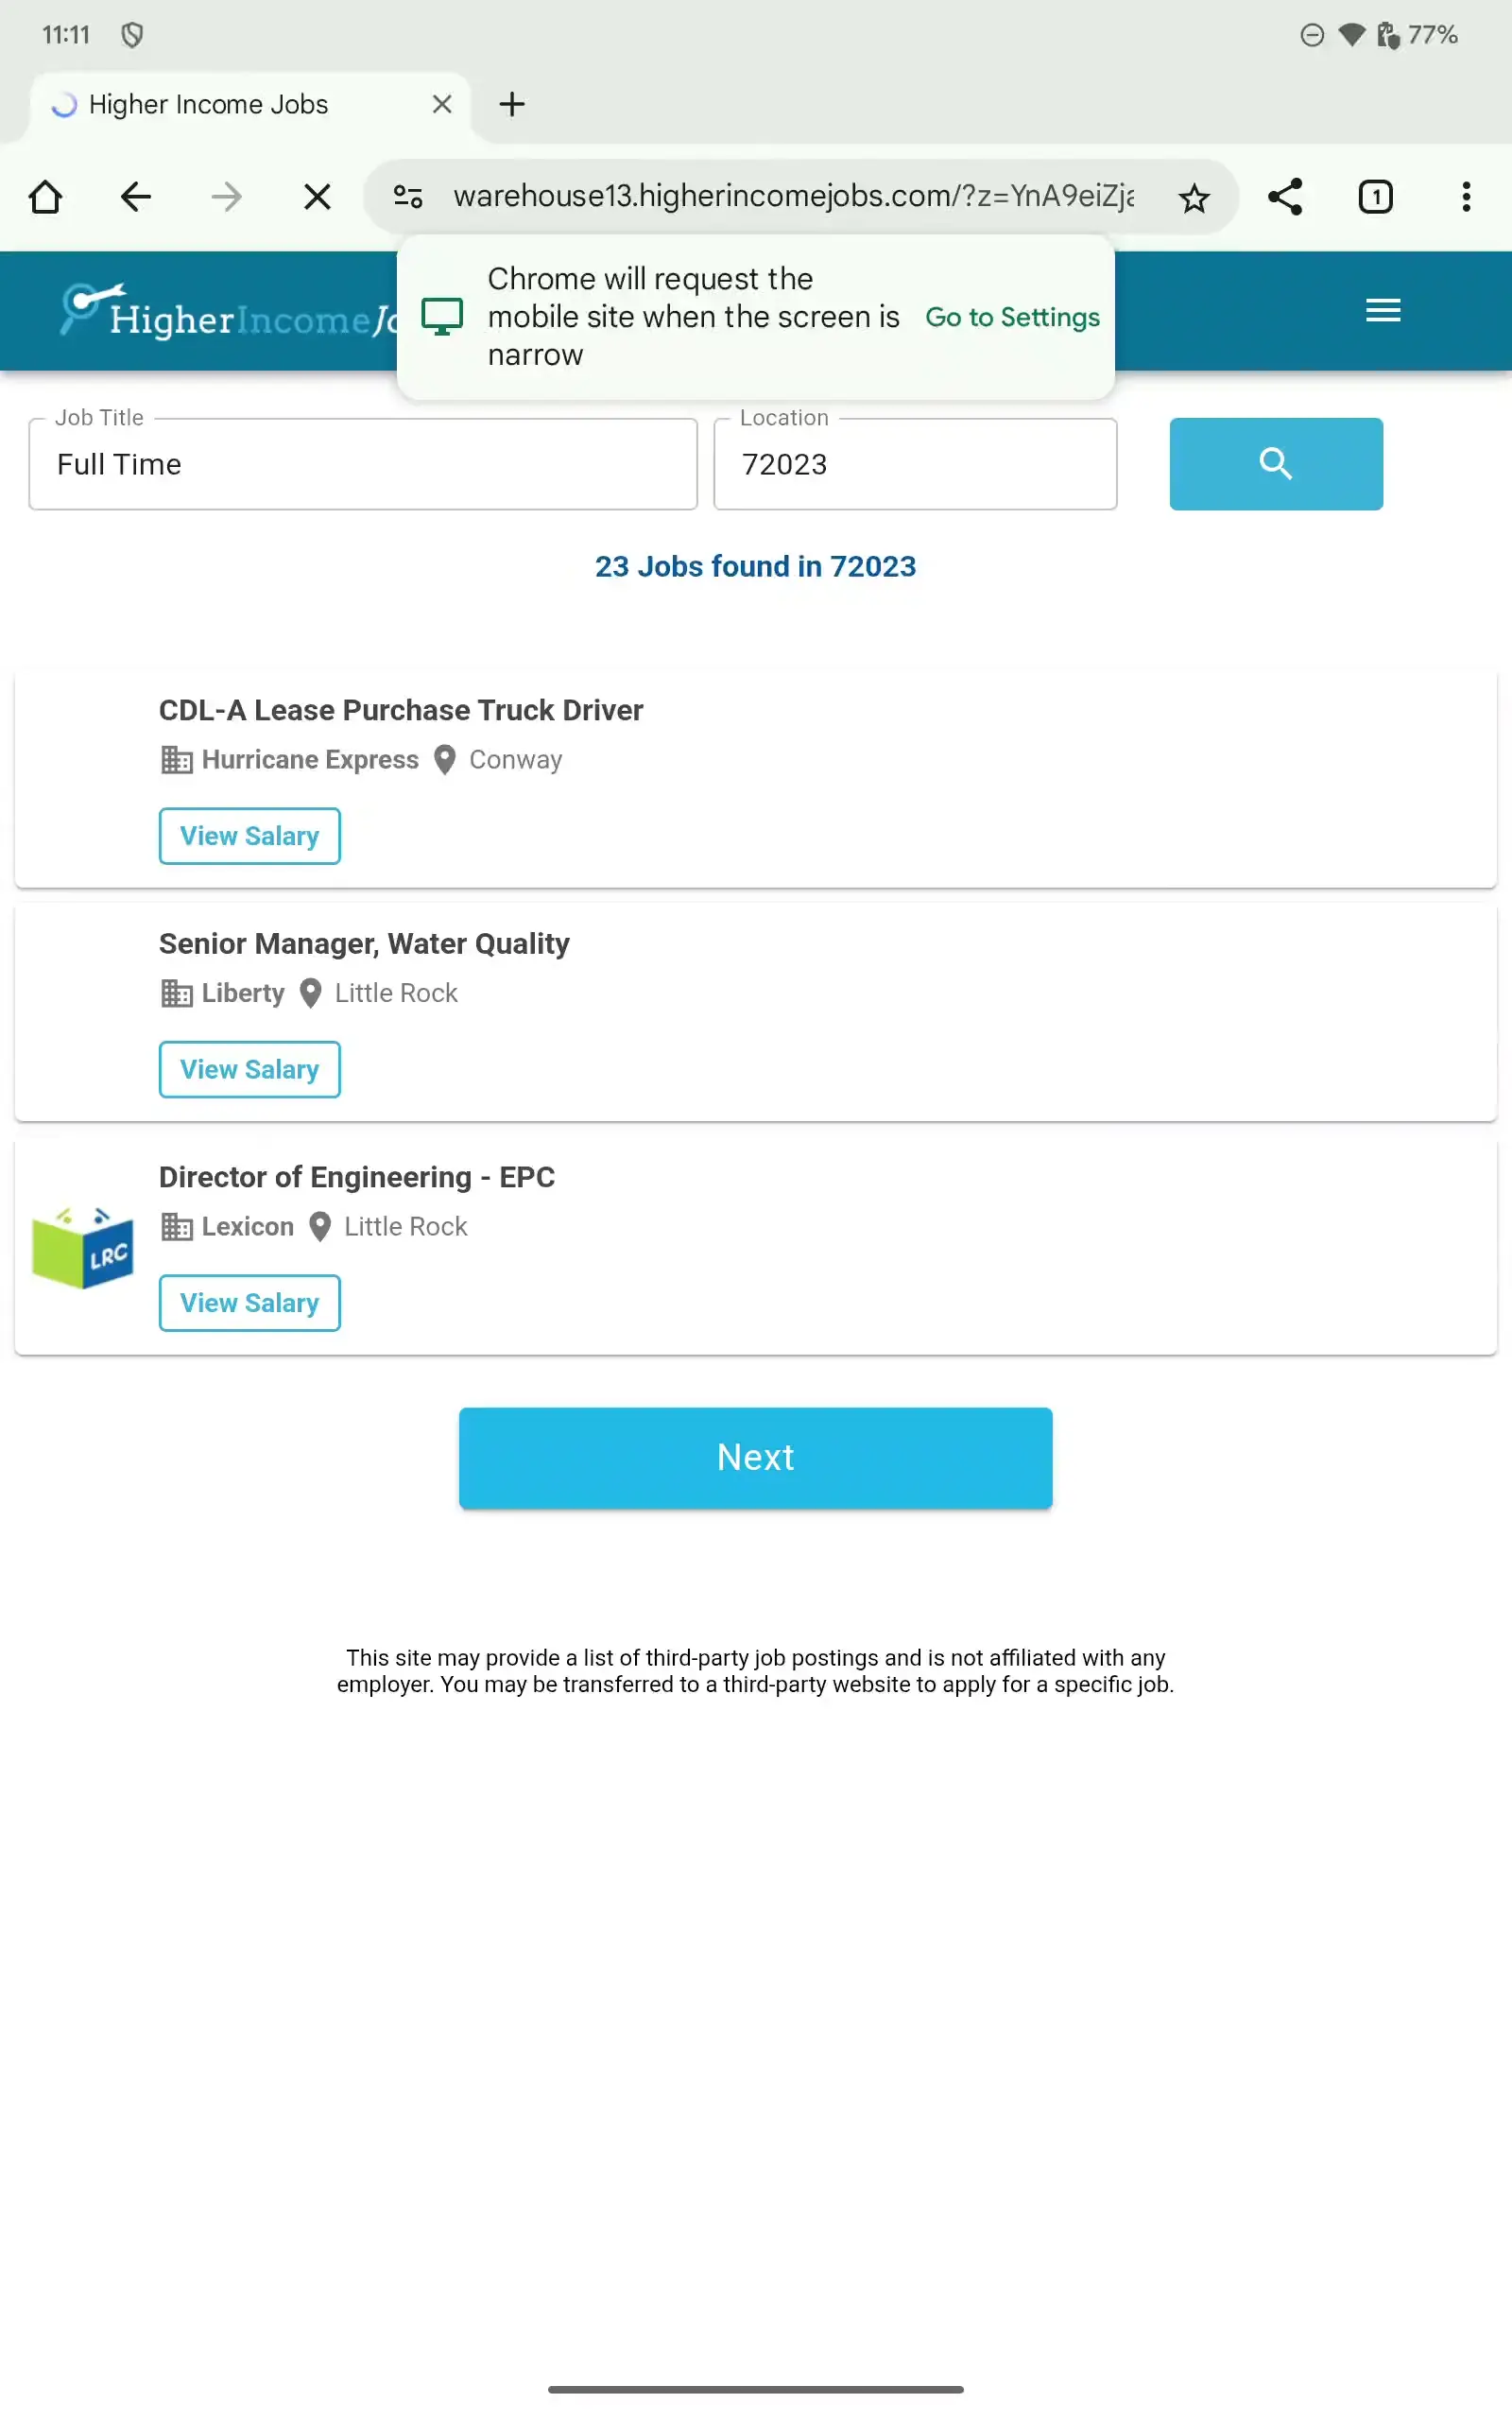 11:11
77%
Higher Income Jobs
warehouse13.higherincomejobs.com/?z=YnA9eiZj
1
Chrome will request the
mobile site when the screen is
narrow
Go to Settings
HigherIncomeJo
Job Title
Full Time
Location
72023
23 Jobs found in 72023
CDL-A Lease Purchase Truck Driver
Hurricane Express Conway
View Salary
Senior Manager, Water Quality
Liberty Little Rock
View Salary
Director of Engineering - EPC
LRC
Lexicon Little Rock
View Salary
Next
This site may provide a list of third-party job postings and is not affiliated with any
employer. You may be transferred to a third-party website to apply for a specific job.